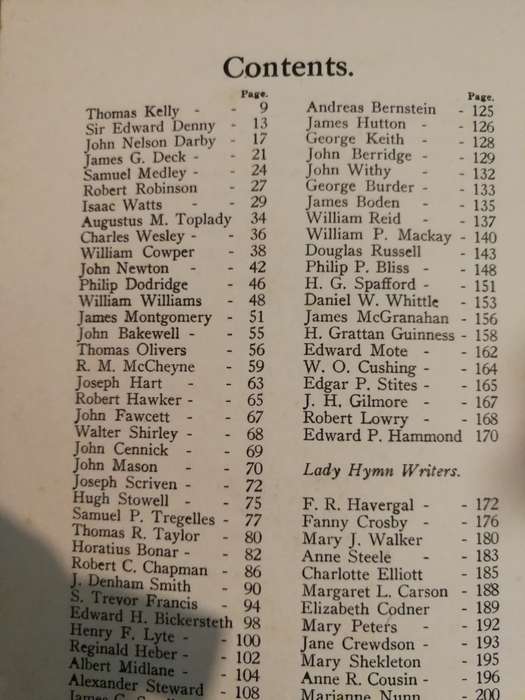 Contents.
Page.
Thomas Kelly - - 9
Sir Edward Denny - 13
John Nelson Darby - 17
James G. Deck - - 21
Samuel Medley - - 24
Robert Robinson - 27
Isaac Watts - - 29
Augustus M. Toplady 34
Charles Wesley - - 36
William Cowper - 38
John Newton - - 42
Philip Dodridge - 46
William Williams - 48
James Montgomery - 51
John Bakewell - - 55
Thomas Olivers - 56
R. M. McCheyne - 59
Joseph Hart - - 63
Robert Hawker - - 65
John Fawcett - - 67
Walter Shirley - - 68
John Cennick - - 69
John Mason - - 70
Joseph Scriven - - 72
Hugh Stowell - - 75
Samuel P. Tregelles - 77
Thomas R. Taylor - 80
Horatius Bonar - - 82
Robert C. Chapman - 86
J. Denham Smith - 90
S. Trevor Francis - 94
Edward H. Bickersteth 98
Henry F. Lyte - - 100
Reginald Heber - - 102
Albert Midlane - - 104
Alexander Steward - 108
James G.
Page.
Andreas Bernstein - 125
James Hutton - - 126
George Keith - - 128
John Berridge - - 129
John Withy - - 132
George Burder - - 133
James Boden - - 135
William Reid - - 137
William P. Mackay - 140
Douglas Russell - 143
Philip P. Bliss - - 148
H. G. Spafford - - 151
Daniel W. Whittle - 153
James McGranahan - 156
H. Grattan Guinness - 158
Edward Mote - - 162
W. O. Cushing - - 164
Edgar P. Stites - - 165
J. H. Gilmore - - 167
Robert Lowry - - 168
Edward P. Hammond 170
Lady Hymn Writers.
F. R. Havergal - - 172
Fanny Crosby - - 176
Mary J. Walker - 180
Anne Steele - - 183
Charlotte Elliott - 185
Margaret L. Carson - 188
Elizabeth Codner - 189
Mary Peters - - 192
Jane Crewdson - - 193
Mary Shekleton - 195
Anne R. Cousin - - 196
Marianne Nunn - 200